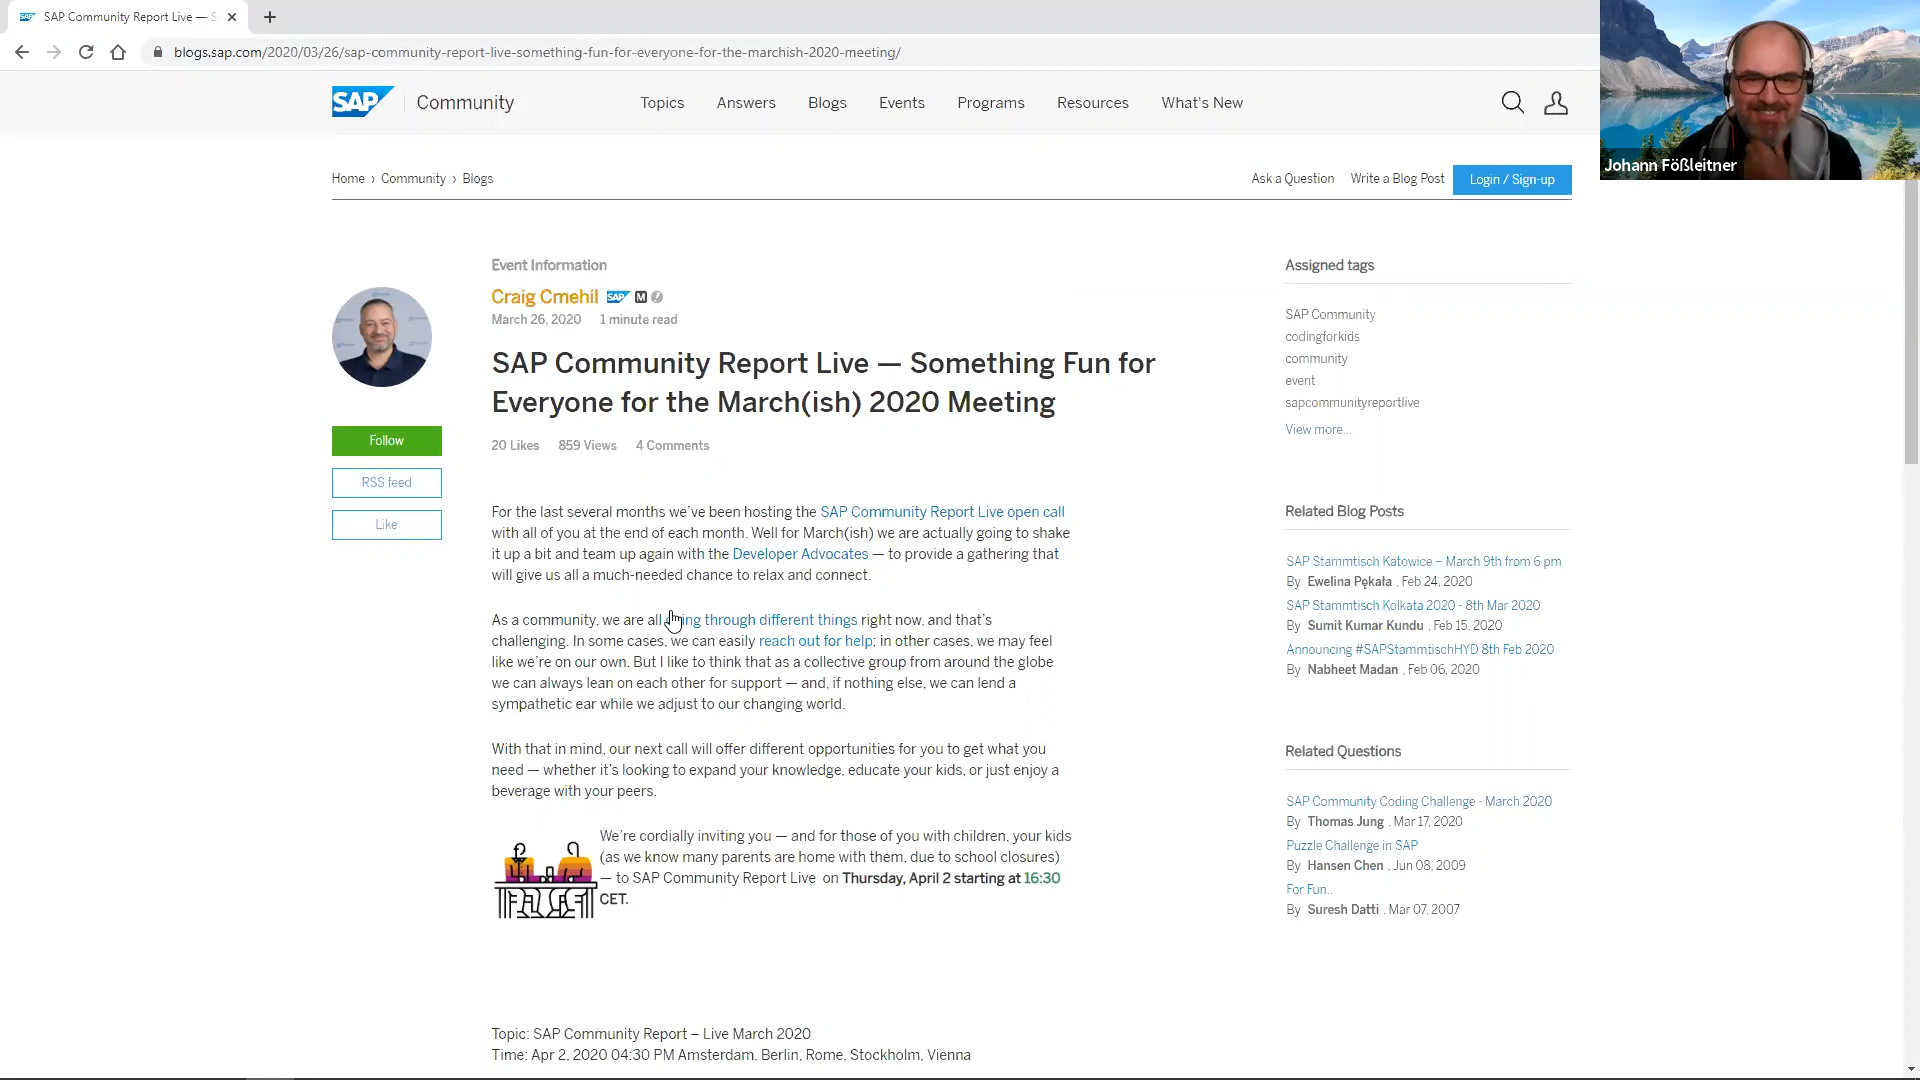 SAP Community Report Live — S
blogs.sap.com/2020/03/26/sap-community-report-live-something-fun-for-everyone-for-the-marchish-2020-meeting/
SAP Community
Topics Answers Blogs Events Programs Resources What's New
Johann Fößleitner
Home › Community › Blogs
Ask a Question Write a Blog Post Login / Sign-up
Event Information
Craig Cmehil SAP M
March 26, 2020 1 minute read
SAP Community Report Live — Something Fun for
Everyone for the March(ish) 2020 Meeting
20 Likes 859 Views 4 Comments
Follow
RSS feed
Like
For the last several months we've been hosting the SAP Community Report Live open call
with all of you at the end of each month. Well for March(ish) we are actually going to shake
it up a bit and team up again with the Developer Advocates — to provide a gathering that
will give us all a much-needed chance to relax and connect.
As a community, we are all through different things right now, and that's
challenging. In some cases, we can easily reach out for help; in other cases, we may feel
like we're on our own. But I like to think that as a collective group from around the globe
we can always lean on each other for support — and, if nothing else, we can lend a
sympathetic ear while we adjust to our changing world.
With that in mind, our next call will offer different opportunities for you to get what you
need — whether it's looking to expand your knowledge, educate your kids, or just enjoy a
beverage with your peers.
We're cordially inviting you — and for those of you with children, your kids
(as we know many parents are home with them, due to school closures)
— to SAP Community Report Live on Thursday, April 2 starting at 16:30
CET.
Topic: SAP Community Report – Live March 2020
Time: Apr 2, 2020 04:30 PM Amsterdam, Berlin, Rome, Stockholm, Vienna
Assigned tags
SAP Community
codingforkids
community
event
sapcommunityreportlive
View more...
Related Blog Posts
SAP Stammtisch Katowice – March 9th from 6 pm
By Ewelina Pękała , Feb 24, 2020
SAP Stammtisch Kolkata 2020 - 8th Mar 2020
By Sumit Kumar Kundu , Feb 15, 2020
Announcing #SAPStammtischHYD 8th Feb 2020
By Nabheet Madan , Feb 06, 2020
Related Questions
SAP Community Coding Challenge - March 2020
By Thomas Jung , Mar 17, 2020
Puzzle Challenge in SAP
By Hansen Chen , Jun 08, 2009
For Fun..
By Suresh Datti , Mar 07, 2007